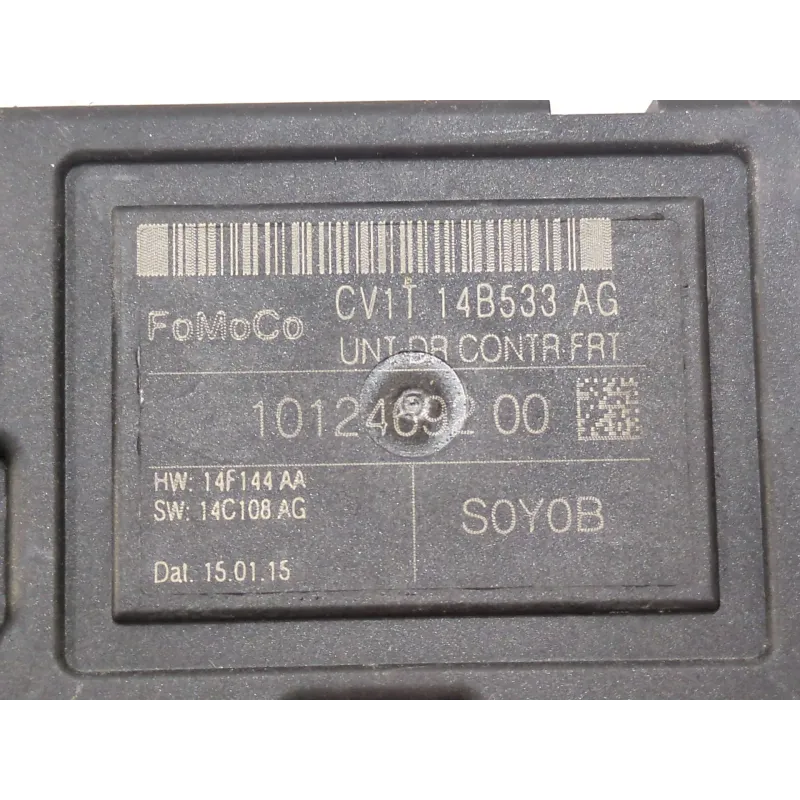 CV1T 14B533 AG
FoMoCo
UNT DR CONTR FRT
00
HW: 14F144 AA
SW: 14C108 AG
S0Y0B
Dat. 15.01.15